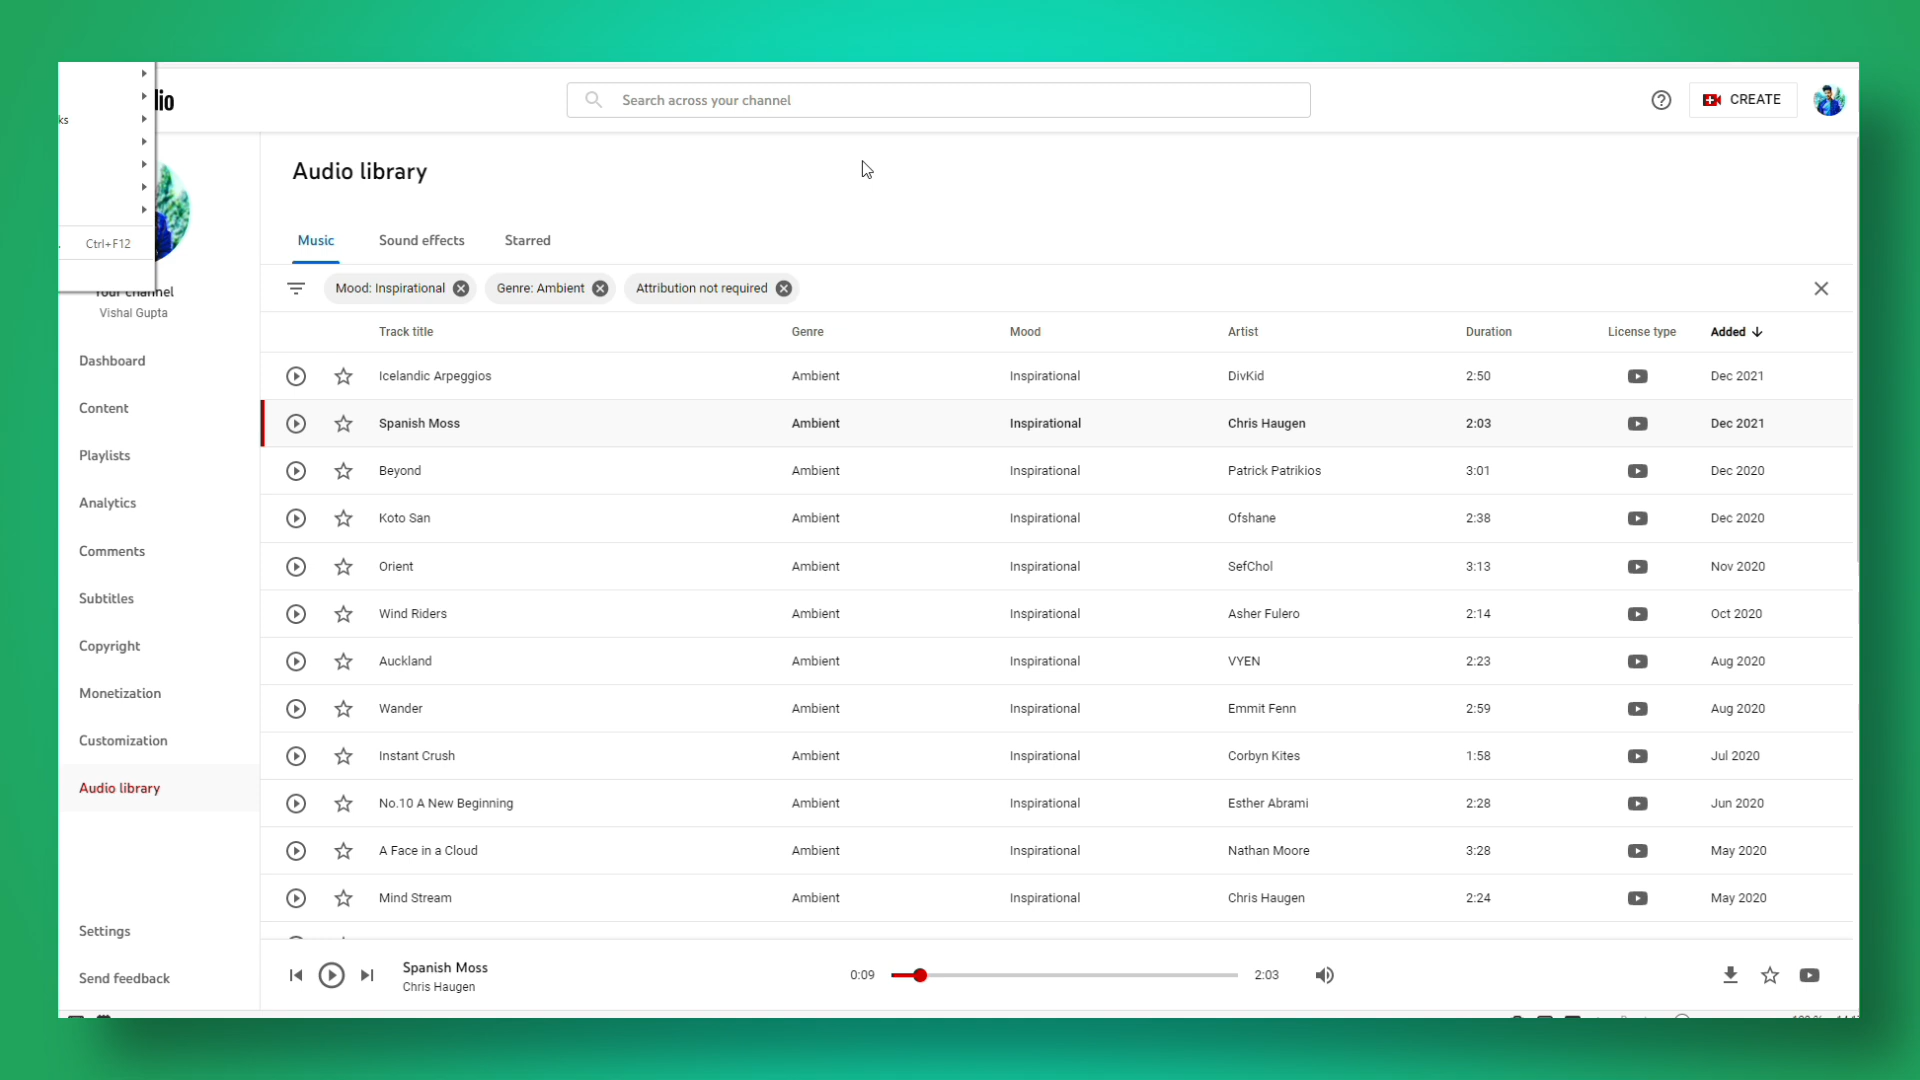 ks
Ctrl+F12
dio
Search across your channel
CREATE
Your channel
Vishal Gupta
Dashboard
Content
Playlists
Analytics
Comments
Subtitles
Copyright
Monetization
Customization
Audio library
Settings
Send feedback
Audio library
Music Sound effects Starred
Mood: Inspirational Genre: Ambient Attribution not required
Track title Genre Mood Artist Duration License type Added
Icelandic Arpeggios Ambient Inspirational DivKid 2:50 Dec 2021
Spanish Moss Ambient Inspirational Chris Haugen 2:03 Dec 2021
Beyond Ambient Inspirational Patrick Patrikios 3:01 Dec 2020
Koto San Ambient Inspirational Ofshane 2:38 Dec 2020
Orient Ambient Inspirational SefChol 3:13 Nov 2020
Wind Riders Ambient Inspirational Asher Fulero 2:14 Oct 2020
Auckland Ambient Inspirational VYEN 2:23 Aug 2020
Wander Ambient Inspirational Emmit Fenn 2:59 Aug 2020
Instant Crush Ambient Inspirational Corbyn Kites 1:58 Jul 2020
No.10 A New Beginning Ambient Inspirational Esther Abrami 2:28 Jun 2020
A Face in a Cloud Ambient Inspirational Nathan Moore 3:28 May 2020
Mind Stream Ambient Inspirational Chris Haugen 2:24 May 2020
Spanish Moss
Chris Haugen
0:09 2:03